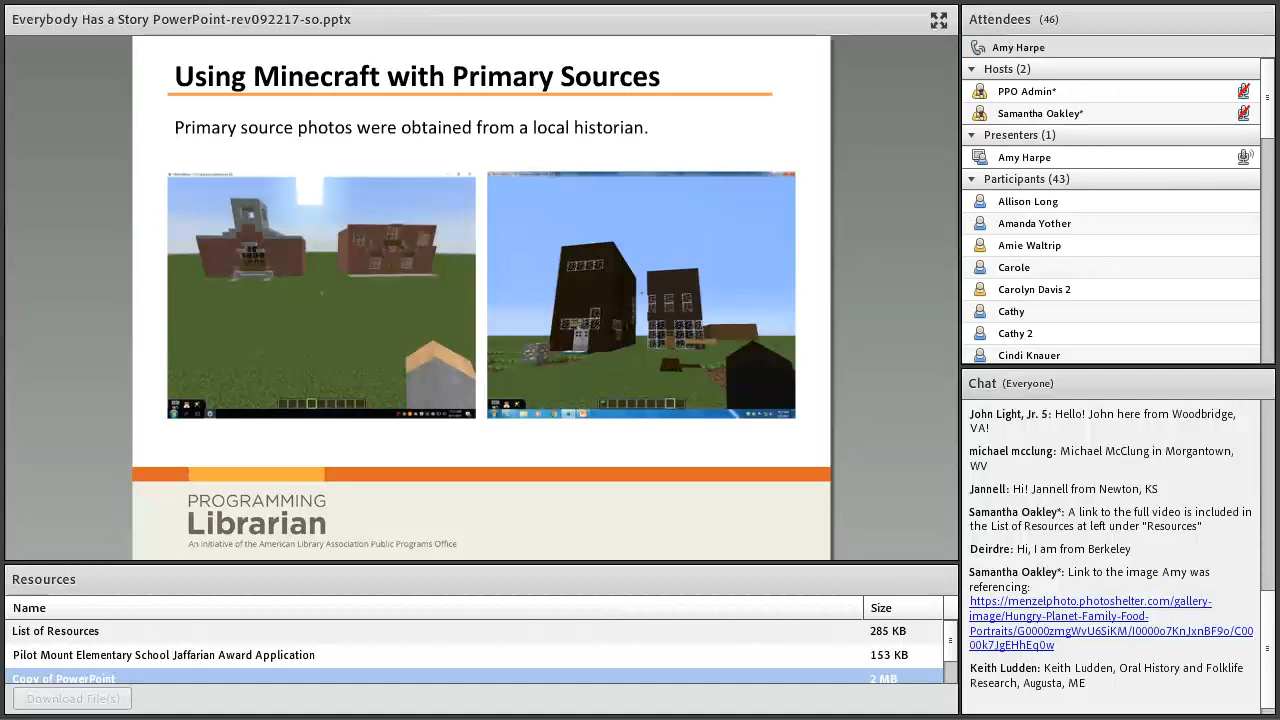 Everybody Has a Story PowerPoint-rev092217-so.pptx
Using Minecraft with Primary Sources
Primary source photos were obtained from a local historian.
PROGRAMMING
Librarian
An initiative of the American Library Association Public Programs Office
Resources
Name Size
List of Resources 285 KB
Pilot Mount Elementary School Jaffarian Award Application 153 KB
Copy of PowerPoint 2 MB
Download File(s)
Attendees (46)
Amy Harpe
Hosts (2)
PPO Admin*
Samantha Oakley*
Presenters (1)
Amy Harpe
Participants (43)
Allison Long
Amanda Yother
Amie Waltrip
Carole
Carolyn Davis 2
Cathy
Cathy 2
Cindi Knauer
Chat (Everyone)
John Light, Jr. 5: Hello! John here from Woodbridge,
VA!
michael mcclung: Michael McClung in Morgantown,
WV
Jannell: Hi! Jannell from Newton, KS
Samantha Oakley*: A link to the full video is included in
the List of Resources at left under "Resources"
Deirdre: Hi, I am from Berkeley
Samantha Oakley*: Link to the image Amy was
referencing:
https://menzelphoto.photoshelter.com/gallery-
image/Hungry-Planet-Family-Food-
Portraits/G0000zmgWvU6SiKM/I0000o7KnJxnBF9o/C00
00k7JgEHhEq0w
Keith Ludden: Keith Ludden, Oral History and Folklife
Research, Augusta, ME